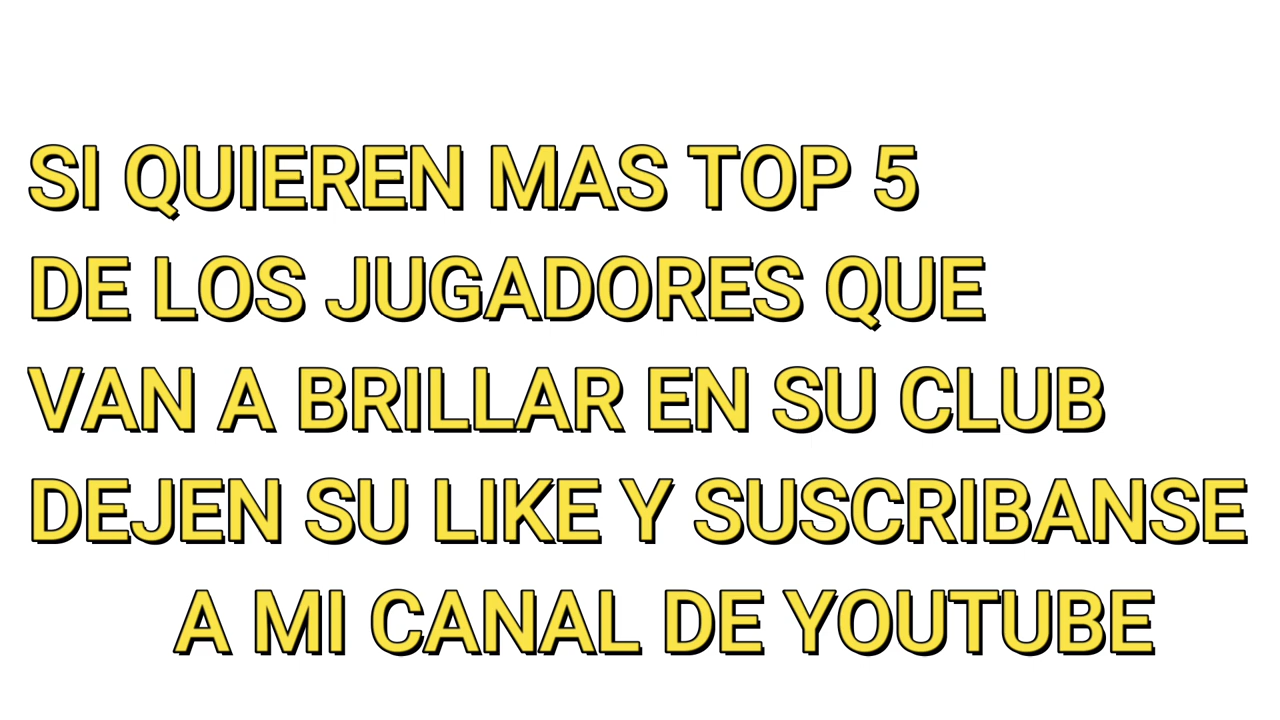 SI QUIEREN MAS TOP 5
DE LOS JUGADORES QUE
VAN A BRILLAR EN SU CLUB
DEJEN SU LIKE Y SUSCRIBANSE
A MI CANAL DE YOUTUBE